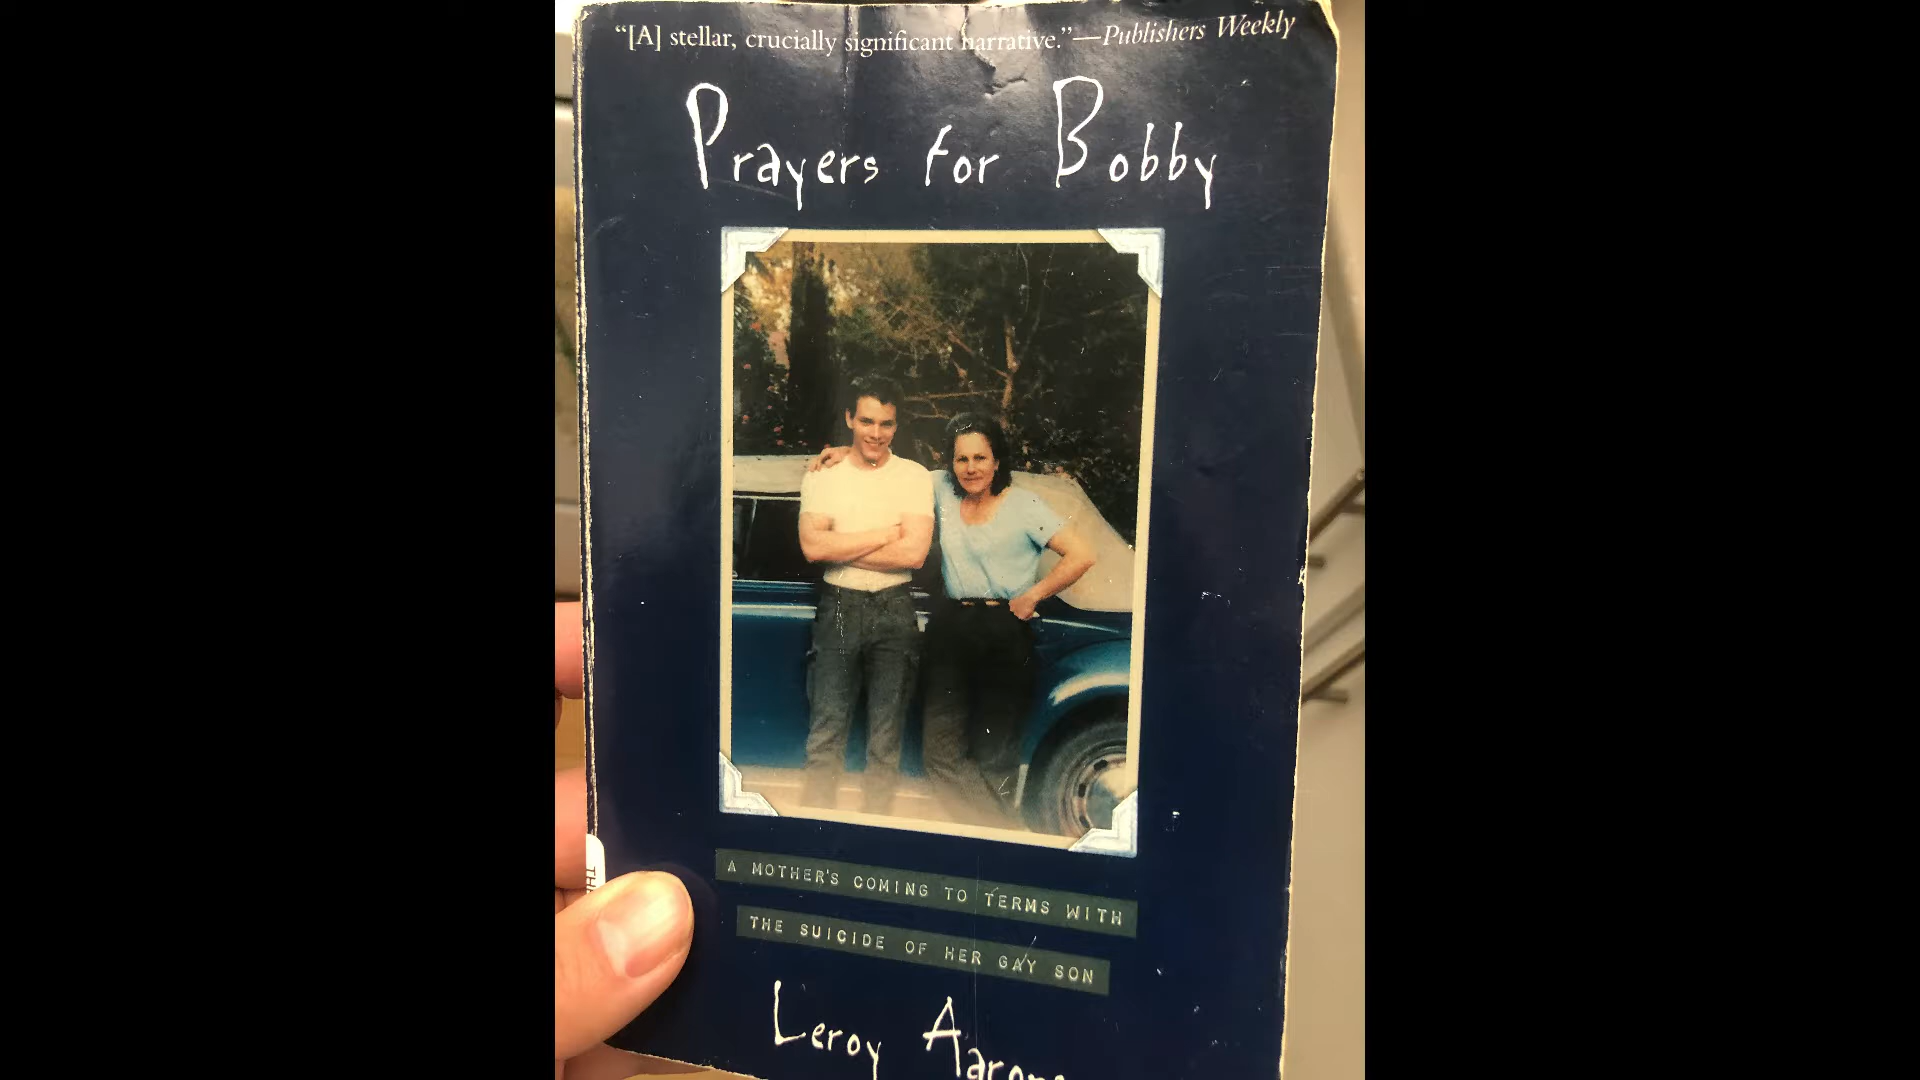 “[A] stellar, crucially significant narrative.”—Publishers Weekly
Prayers for Bobby
A MOTHER'S COMING TO TERMS WITH
THE SUICIDE OF HER GAY SON
Leroy Aarons